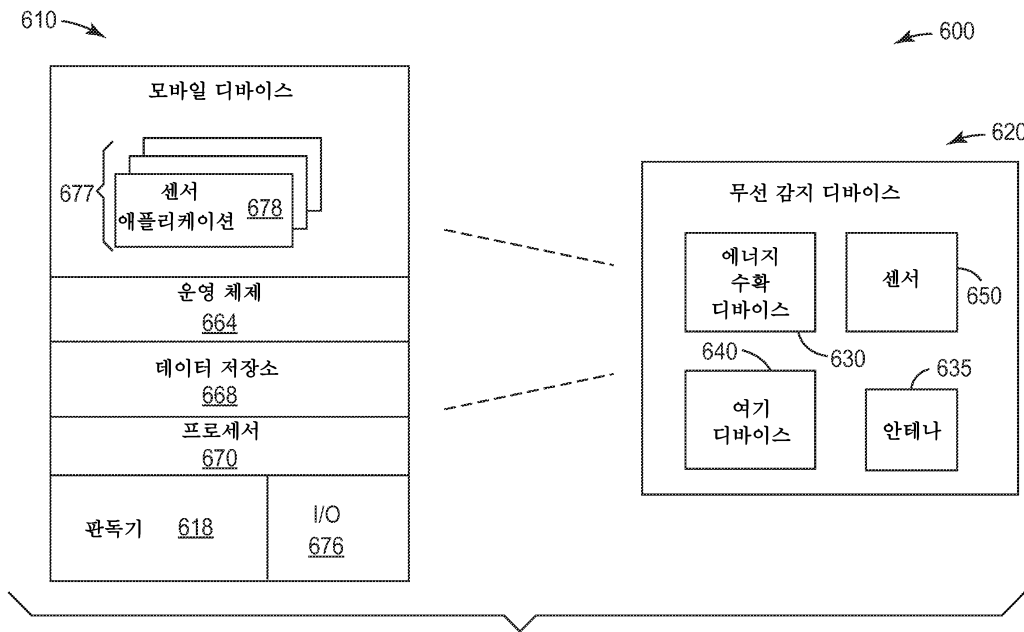 610
600
모바일 디바이스
677
센서
애플리케이션 678
운영 체제
664
데이터 저장소
668
프로세서
670
판독기 618
I/O
676
620
무선 감지 디바이스
에너지
수확
디바이스
630
센서
650
640
여기
디바이스
635
안테나